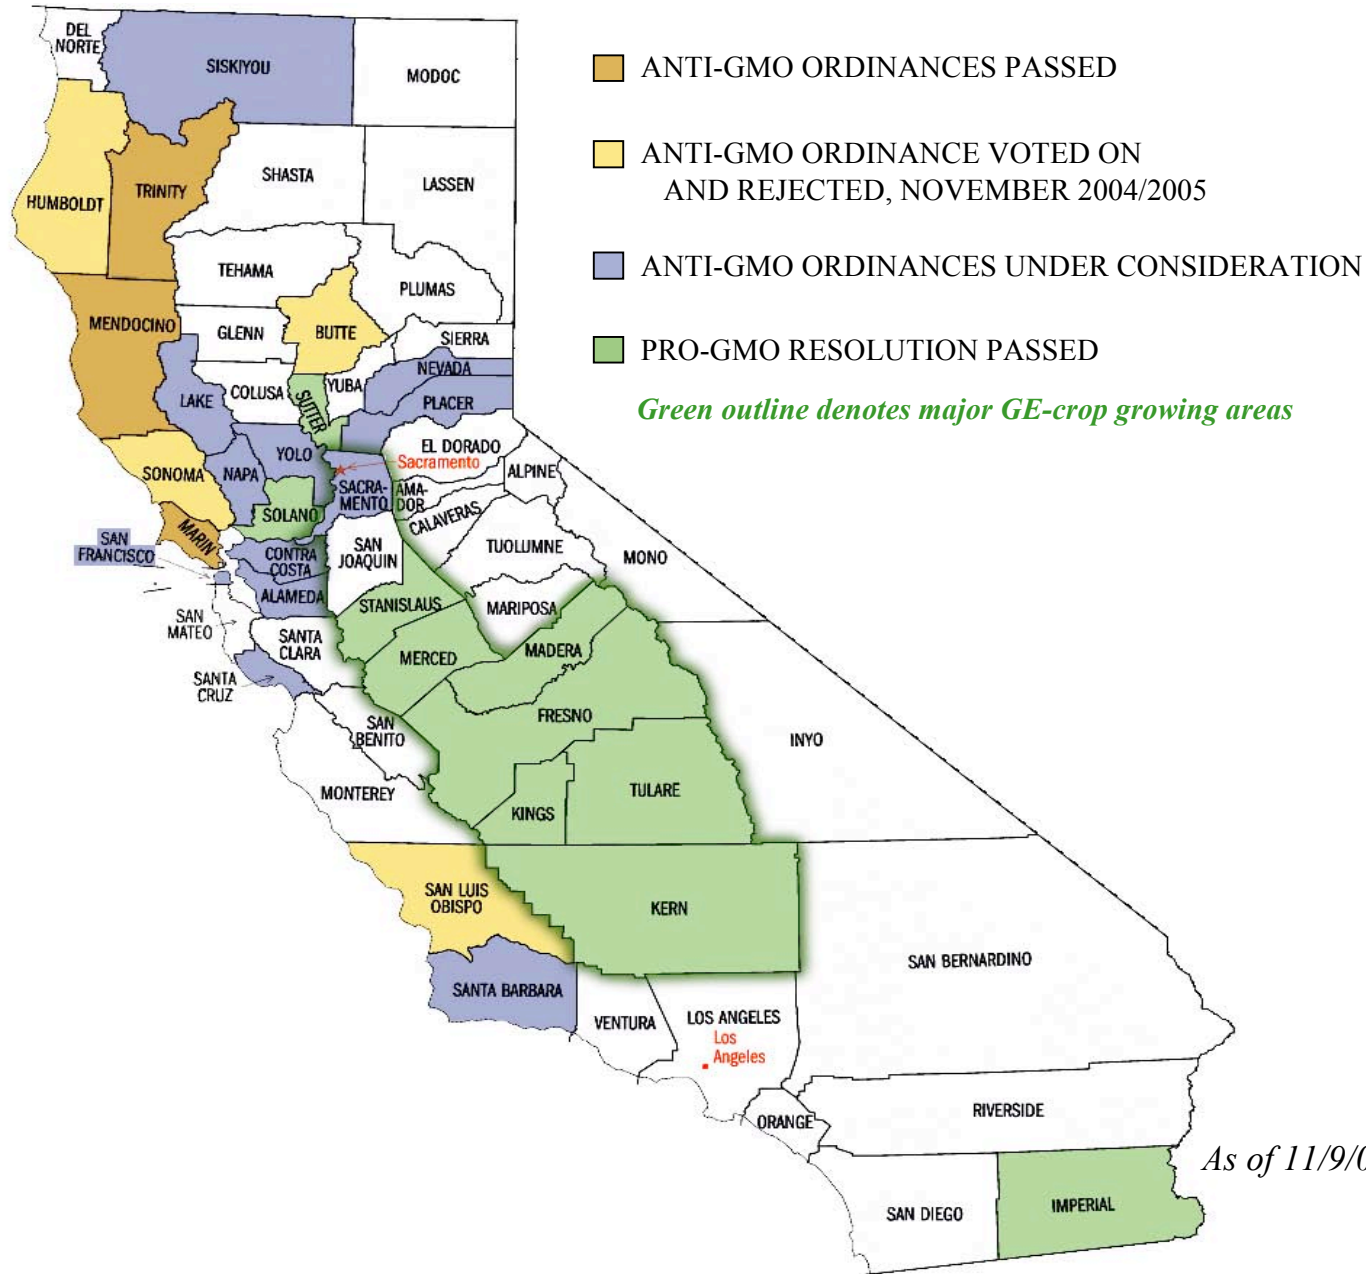 DEL
NORTE
SISKIYOU
MODOC
HUMBOLDT
TRINITY
SHASTA
LASSEN
TEHAMA
PLUMAS
MENDOCINO
GLENN
BUTTE
SIERRA
NEVADA
LAKE
COLUSA
SUTTER
YUBA
PLACER
SONOMA
NAPA
YOLO
EL DORADO
Sacramento
ALPINE
SACRA-
MENTO
AMA-
DOR
SOLANO
CALAVERAS
MARIN
SAN
FRANCISCO
CONTRA
COSTA
SAN
JOAQUIN
TUOLUMNE
MONO
ALAMEDA
STANISLAUS
MARIPOSA
SAN
MATEO
SANTA
CLARA
MERCED
MADERA
SANTA
CRUZ
SAN
BENITO
FRESNO
INYO
MONTEREY
KINGS
TULARE
SAN LUIS
OBISPO
KERN
SAN BERNARDINO
SANTA BARBARA
VENTURA
LOS ANGELES
Los
Angeles
ORANGE
RIVERSIDE
SAN DIEGO
IMPERIAL
ANTI-GMO ORDINANCES PASSED
ANTI-GMO ORDINANCE VOTED ON
AND REJECTED, NOVEMBER 2004/2005
ANTI-GMO ORDINANCES UNDER CONSIDERATION
PRO-GMO RESOLUTION PASSED
Green outline denotes major GE-crop growing areas
As of 11/9/0